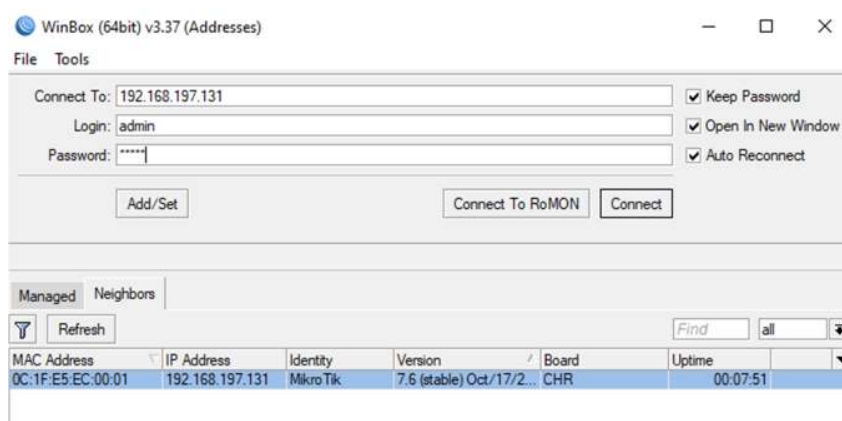 WinBox (64bit) v3.37 (Addresses)
File Tools
Connect To: 192.168.197.131
Keep Password
Login: admin
Open In New Window
Password: *****
Auto Reconnect
Add/Set Connect To RoMON Connect
Managed Neighbors
Refresh Find all
MAC Address IP Address Identity Version Board Uptime
0C:1F:E5:EC:00:01 192.168.197.131 MikroTik 7.6 (stable) Oct/17/2... CHR 00:07:51